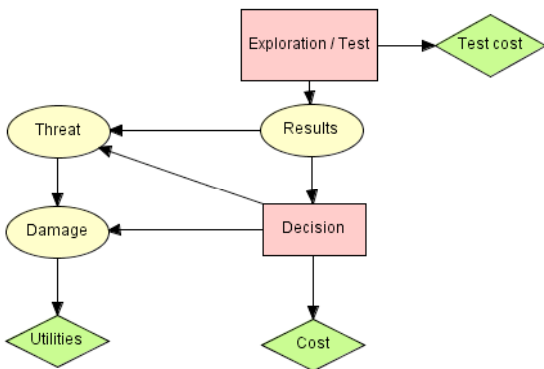 Exploration / Test
Test cost
Threat
Results
Damage
Decision
Utilities
Cost